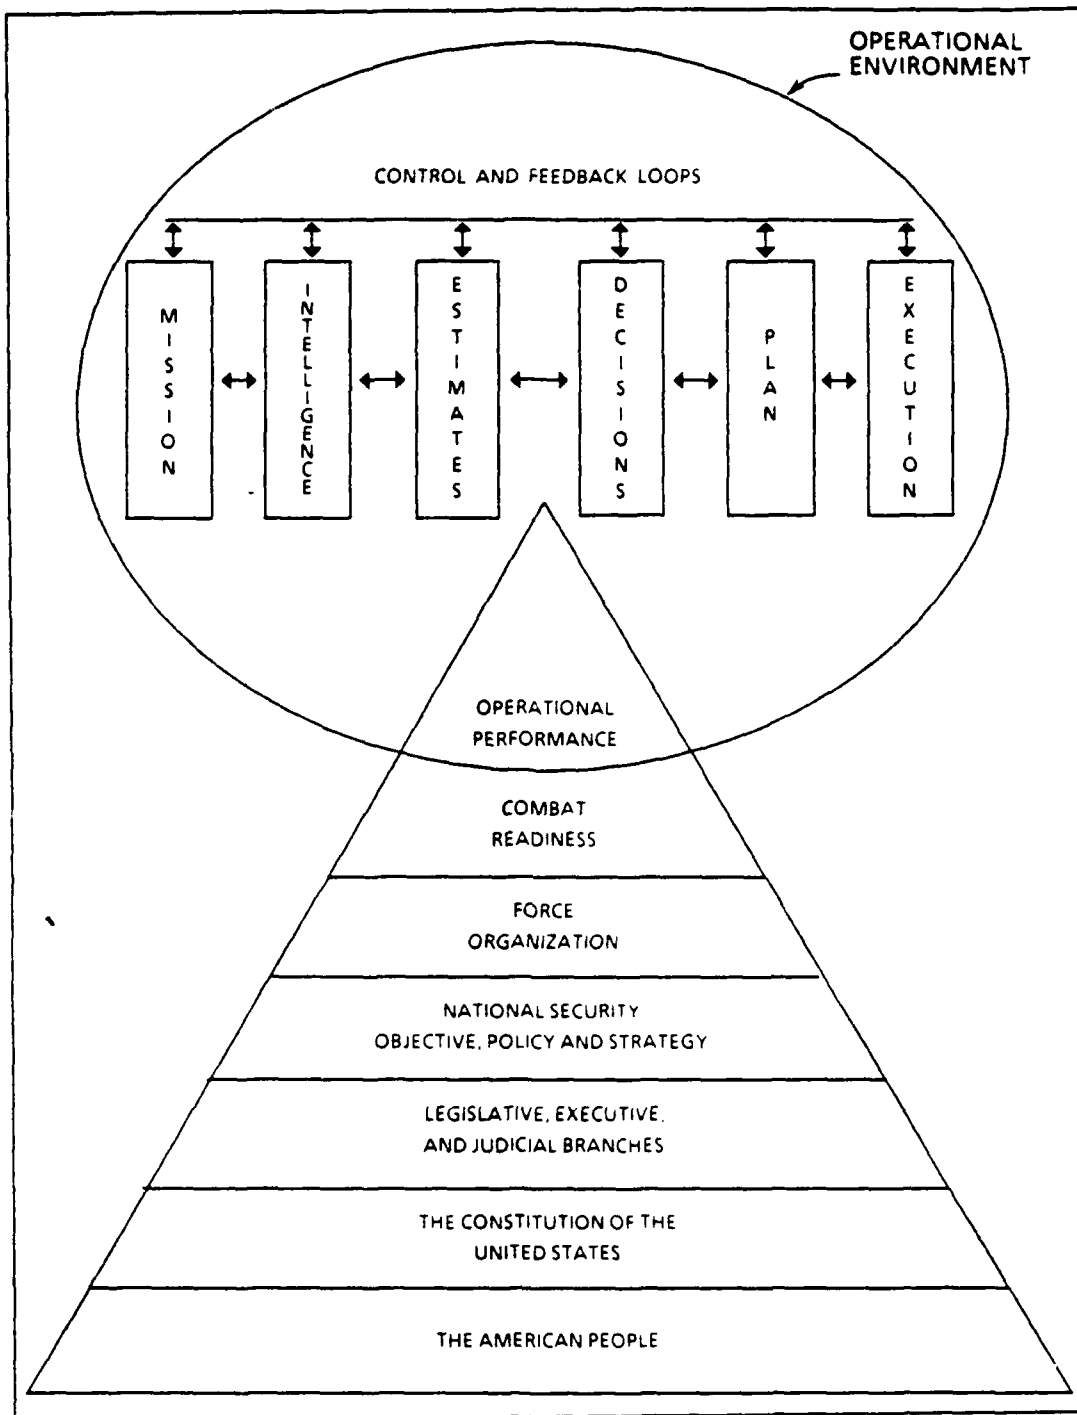 OPERATIONAL
ENVIRONMENT
CONTROL AND FEEDBACK LOOPS
MISSION
INTELLIGENCE
ESTIMATES
DECISIONS
PLAN
EXECUTION
OPERATIONAL
PERFORMANCE
COMBAT
READINESS
FORCE
ORGANIZATION
NATIONAL SECURITY
OBJECTIVE, POLICY AND STRATEGY
LEGISLATIVE, EXECUTIVE,
AND JUDICIAL BRANCHES
THE CONSTITUTION OF THE
UNITED STATES
THE AMERICAN PEOPLE